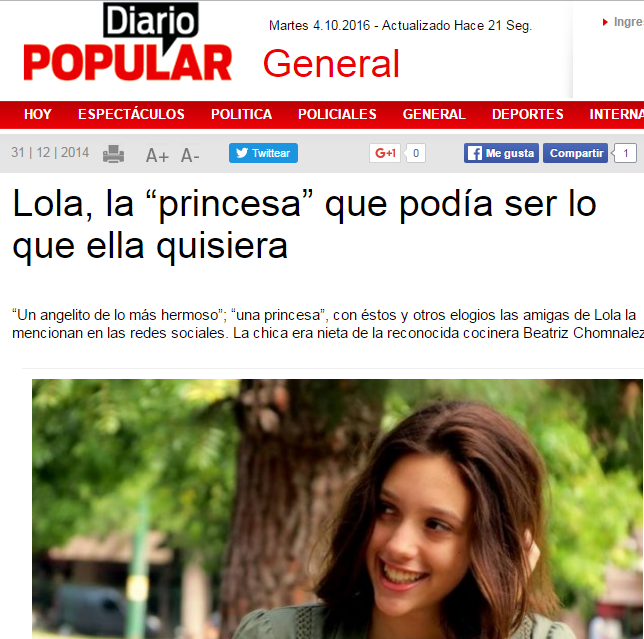 Diario
POPULAR
Martes 4.10.2016 - Actualizado Hace 21 Seg.
Ingre
General
HOY ESPECTÁCULOS POLITICA POLICIALES GENERAL DEPORTES INTERNA
31 | 12 | 2014 A+ A- Twittear G+1 0 Me gusta Compartir 1
Lola, la “princesa” que podía ser lo
que ella quisiera
“Un angelito de lo más hermoso”; “una princesa”, con éstos y otros elogios las amigas de Lola la
mencionan en las redes sociales. La chica era nieta de la reconocida cocinera Beatriz Chomnalez